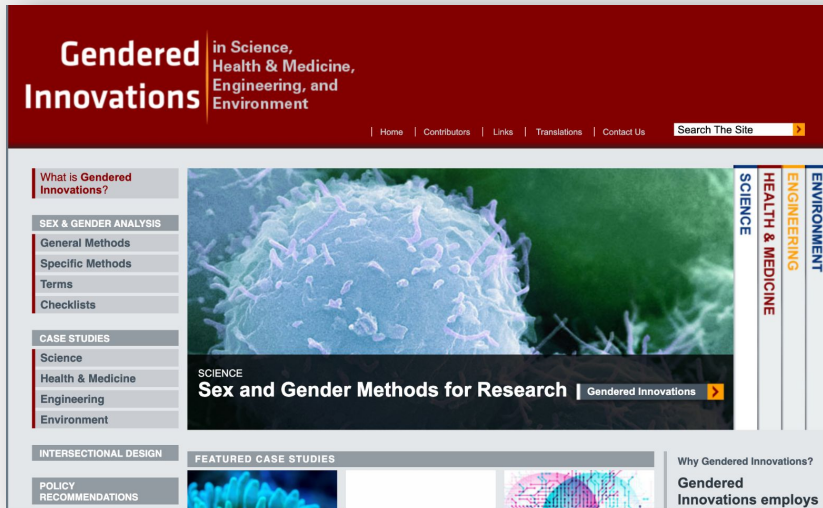 Gendered
Innovations
in Science,
Health & Medicine,
Engineering, and
Environment
Home | Contributors | Links | Translations | Contact Us
Search The Site
What is Gendered
Innovations?
SEX & GENDER ANALYSIS
General Methods
Specific Methods
Terms
Checklists
CASE STUDIES
Science
Health & Medicine
Engineering
Environment
INTERSECTIONAL DESIGN
POLICY
RECOMMENDATIONS
SCIENCE
Sex and Gender Methods for Research
Gendered Innovations
SCIENCE
HEALTH & MEDICINE
ENGINEERING
ENVIRONMENT
FEATURED CASE STUDIES
Why Gendered Innovations?
Gendered
Innovations employs